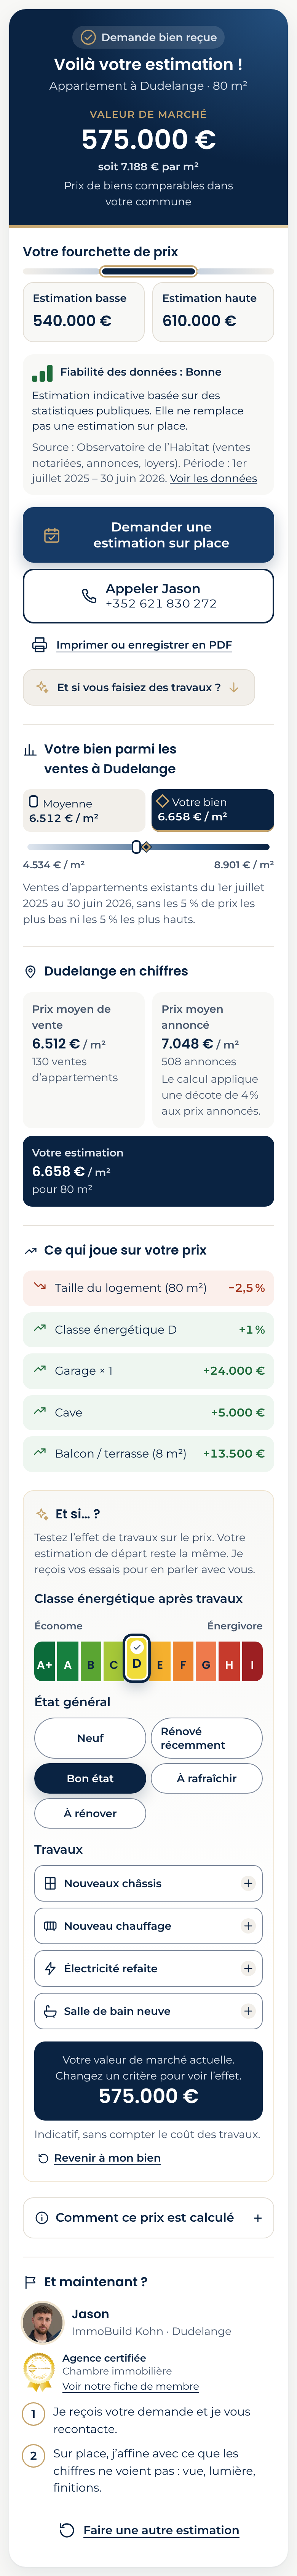 Demande bien reçue
Voilà votre estimation !
Appartement à Dudelange · 80 m²
VALEUR DE MARCHÉ
575.000 €
soit 7.188 € par m²
Prix de biens comparables dans
votre commune
Votre fourchette de prix
Estimation basse
540.000 €
Estimation haute
610.000 €
Fiabilité des données : Bonne
Estimation indicative basée sur des
statistiques publiques. Elle ne remplace
pas une estimation sur place.
Source : Observatoire de l’Habitat (ventes
notariées, annonces, loyers). Période : 1er
juillet 2025 – 30 juin 2026. Voir les données
Demander une
estimation sur place
Appeler Jason
+352 621 830 272
Imprimer ou enregistrer en PDF
Et si vous faisiez des travaux ?
Votre bien parmi les
ventes à Dudelange
Moyenne
6.512 € / m²
Votre bien
6.658 € / m²
4.534 € / m²
8.901 € / m²
Ventes d’appartements existants du 1er juillet
2025 au 30 juin 2026, sans les 5 % de prix les
plus bas ni les 5 % les plus hauts.
Dudelange en chiffres
Prix moyen de
vente
6.512 € / m²
130 ventes
d’appartements
Prix moyen
annoncé
7.048 € / m²
508 annonces
Le calcul applique
une décote de 4 %
aux prix annoncés.
Votre estimation
6.658 € / m²
pour 80 m²
Ce qui joue sur votre prix
Taille du logement (80 m²) −2,5 %
Classe énergétique D +1 %
Garage × 1 +24.000 €
Cave +5.000 €
Balcon / terrasse (8 m²) +13.500 €
Et si… ?
Testez l’effet de travaux sur le prix. Votre
estimation de départ reste la même. Je
reçois vos essais pour en parler avec vous.
Classe énergétique après travaux
Économe Énergivore
A+ A B C D E F G H I
État général
Neuf
Rénové
récemment
Bon état
À rafraîchir
À rénover
Travaux
Nouveaux châssis
Nouveau chauffage
Électricité refaite
Salle de bain neuve
Votre valeur de marché actuelle.
Changez un critère pour voir l’effet.
575.000 €
Indicatif, sans compter le coût des travaux.
Revenir à mon bien
Comment ce prix est calculé +
Et maintenant ?
Jason
ImmoBuild Kohn · Dudelange
Agence certifiée
Chambre immobilière
Voir notre fiche de membre
1 Je reçois votre demande et je vous
recontacte.
2 Sur place, j’affine avec ce que les
chiffres ne voient pas : vue, lumière,
finitions.
Faire une autre estimation